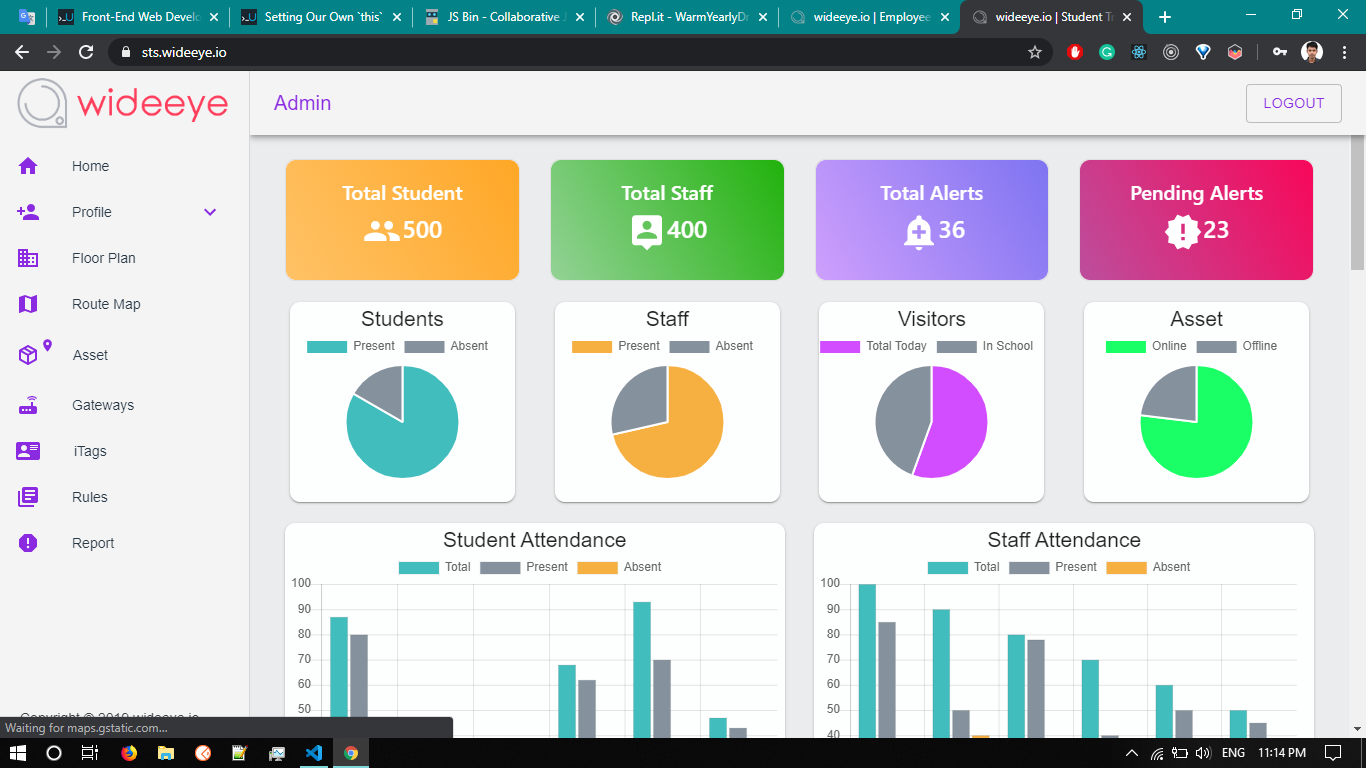 Front-End Web Develo
Setting Our Own `this`
JS Bin - Collaborative J
Repl.it - WarmYearlyDr
wideeye.io | Employee
wideeye.io | Student Tr
sts.wideeye.io
wideeye
Admin
LOGOUT
Home
Profile
Floor Plan
Route Map
Asset
Gateways
iTags
Rules
Report
Total Student
500
Total Staff
400
Total Alerts
36
Pending Alerts
23
Students
Present Absent
Staff
Present Absent
Visitors
Total Today In School
Asset
Online Offline
Student Attendance
Total Present Absent
100
90
80
70
60
50
Staff Attendance
Total Present Absent
100
90
80
70
60
50
40
Copyright © 2019 wideeye.io
Waiting for maps.gstatic.com...
ENG
11:14 PM